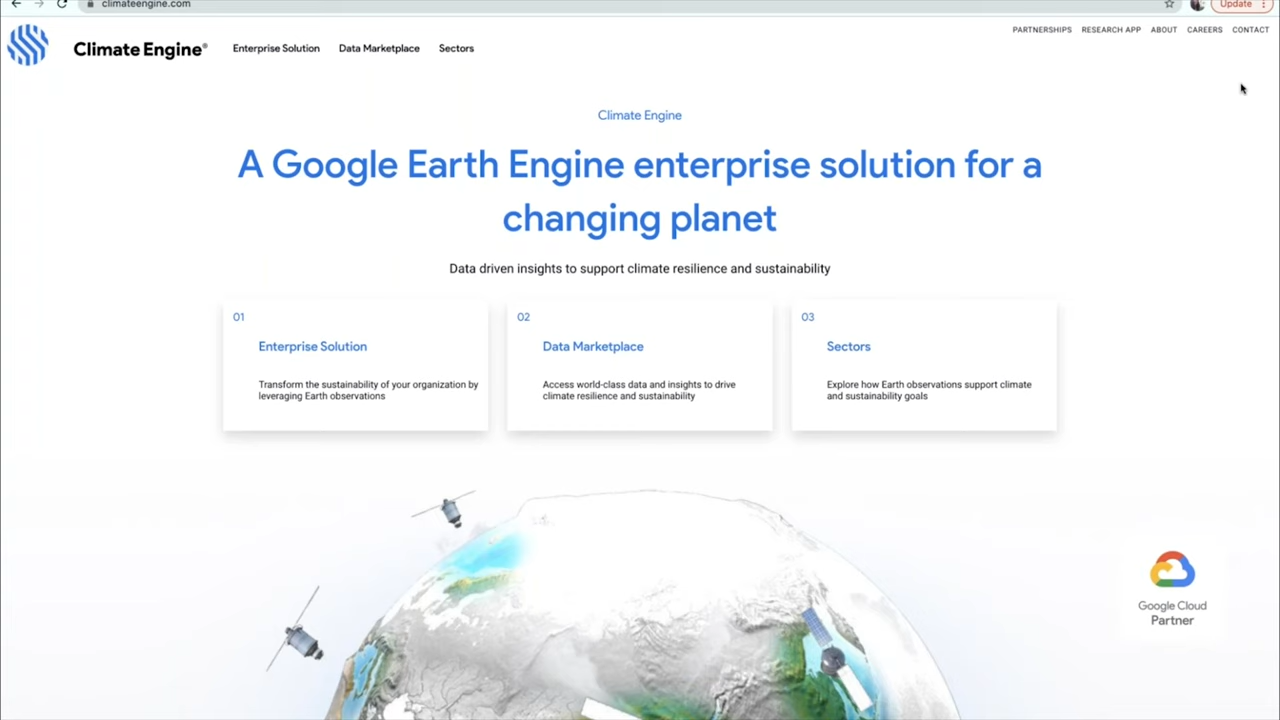 climateengine.com
Update
PARTNERSHIPS RESEARCH APP ABOUT CAREERS CONTACT
Climate Engine® Enterprise Solution Data Marketplace Sectors
Climate Engine
A Google Earth Engine enterprise solution for a
changing planet
Data driven insights to support climate resilience and sustainability
01
Enterprise Solution
Transform the sustainability of your organization by
leveraging Earth observations
02
Data Marketplace
Access world-class data and insights to drive
climate resilience and sustainability
03
Sectors
Explore how Earth observations support climate
and sustainability goals
Google Cloud
Partner